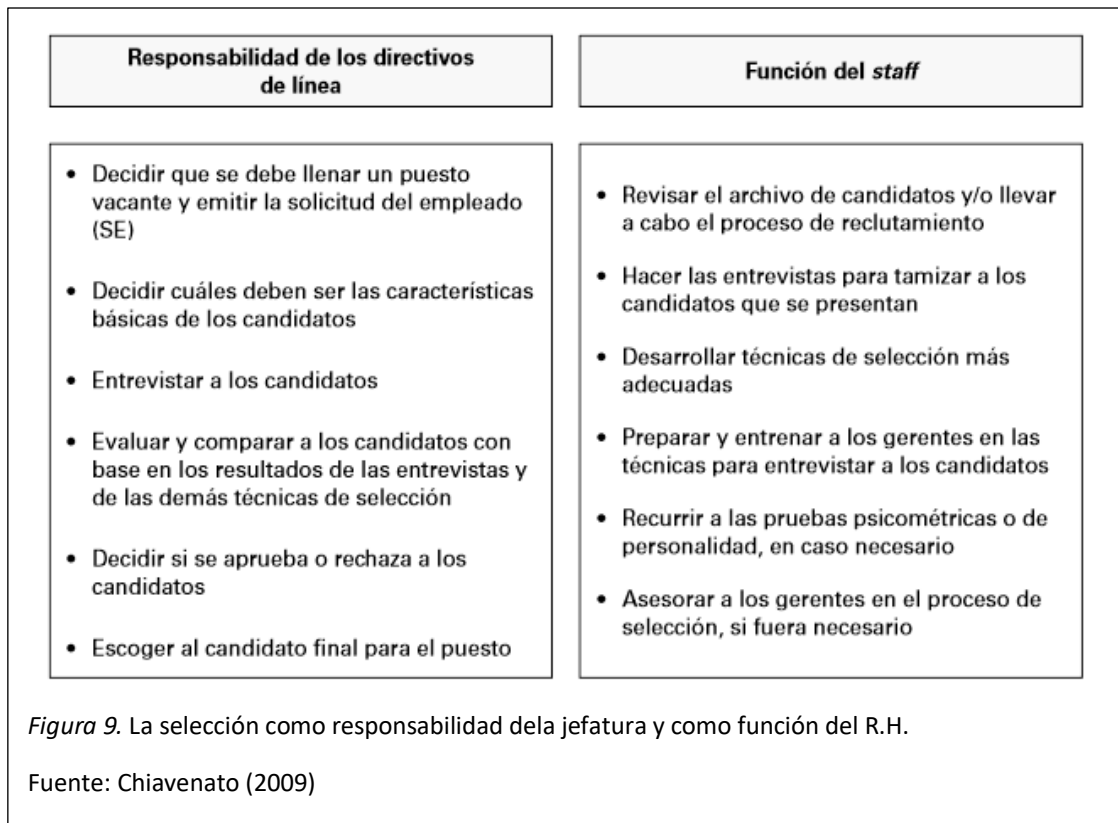 Responsabilidad de los directivos
de línea
Función del staff
• Decidir que se debe llenar un puesto
vacante y emitir la solicitud del empleado
(SE)
• Decidir cuáles deben ser las características
básicas de los candidatos
• Entrevistar a los candidatos
• Evaluar y comparar a los candidatos con
base en los resultados de las entrevistas y
de las demás técnicas de selección
• Decidir si se aprueba o rechaza a los
candidatos
• Escoger al candidato final para el puesto
• Revisar el archivo de candidatos y/o llevar
a cabo el proceso de reclutamiento
• Hacer las entrevistas para tamizar a los
candidatos que se presentan
• Desarrollar técnicas de selección más
adecuadas
• Preparar y entrenar a los gerentes en las
técnicas para entrevistar a los candidatos
• Recurrir a las pruebas psicométricas o de
personalidad, en caso necesario
• Asesorar a los gerentes en el proceso de
selección, si fuera necesario
Figura 9. La selección como responsabilidad dela jefatura y como función del R.H.
Fuente: Chiavenato (2009)